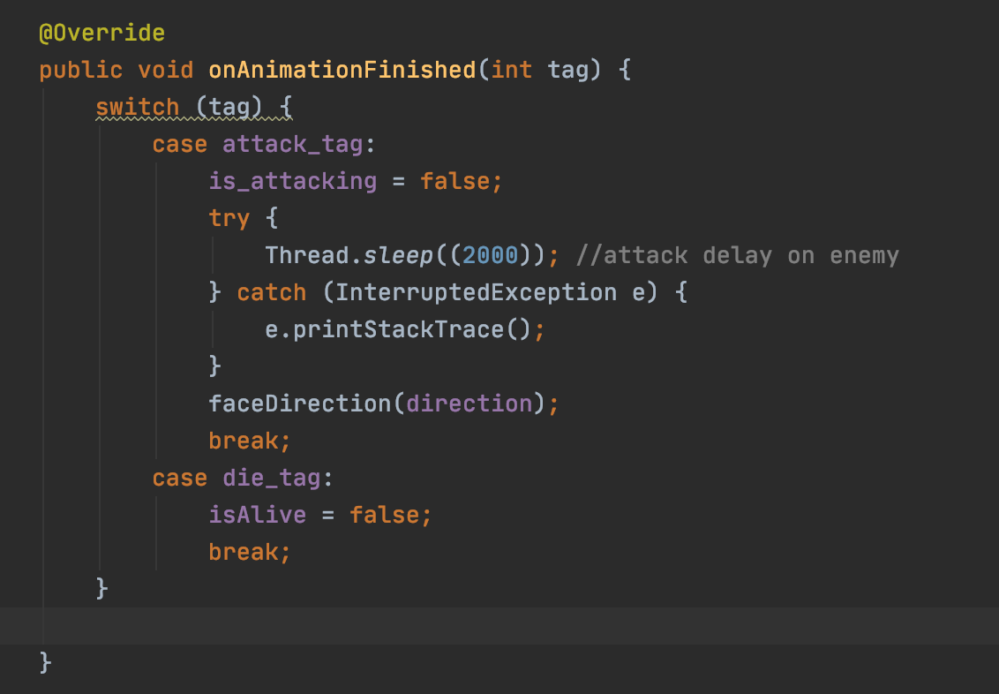 @Override
public void onAnimationFinished(int tag) {
switch (tag) {
case attack_tag:
is_attacking = false;
try {
Thread.sleep((2000)); //attack delay on enemy
} catch (InterruptedException e) {
e.printStackTrace();
}
faceDirection(direction);
break;
case die_tag:
isAlive = false;
break;
}
}